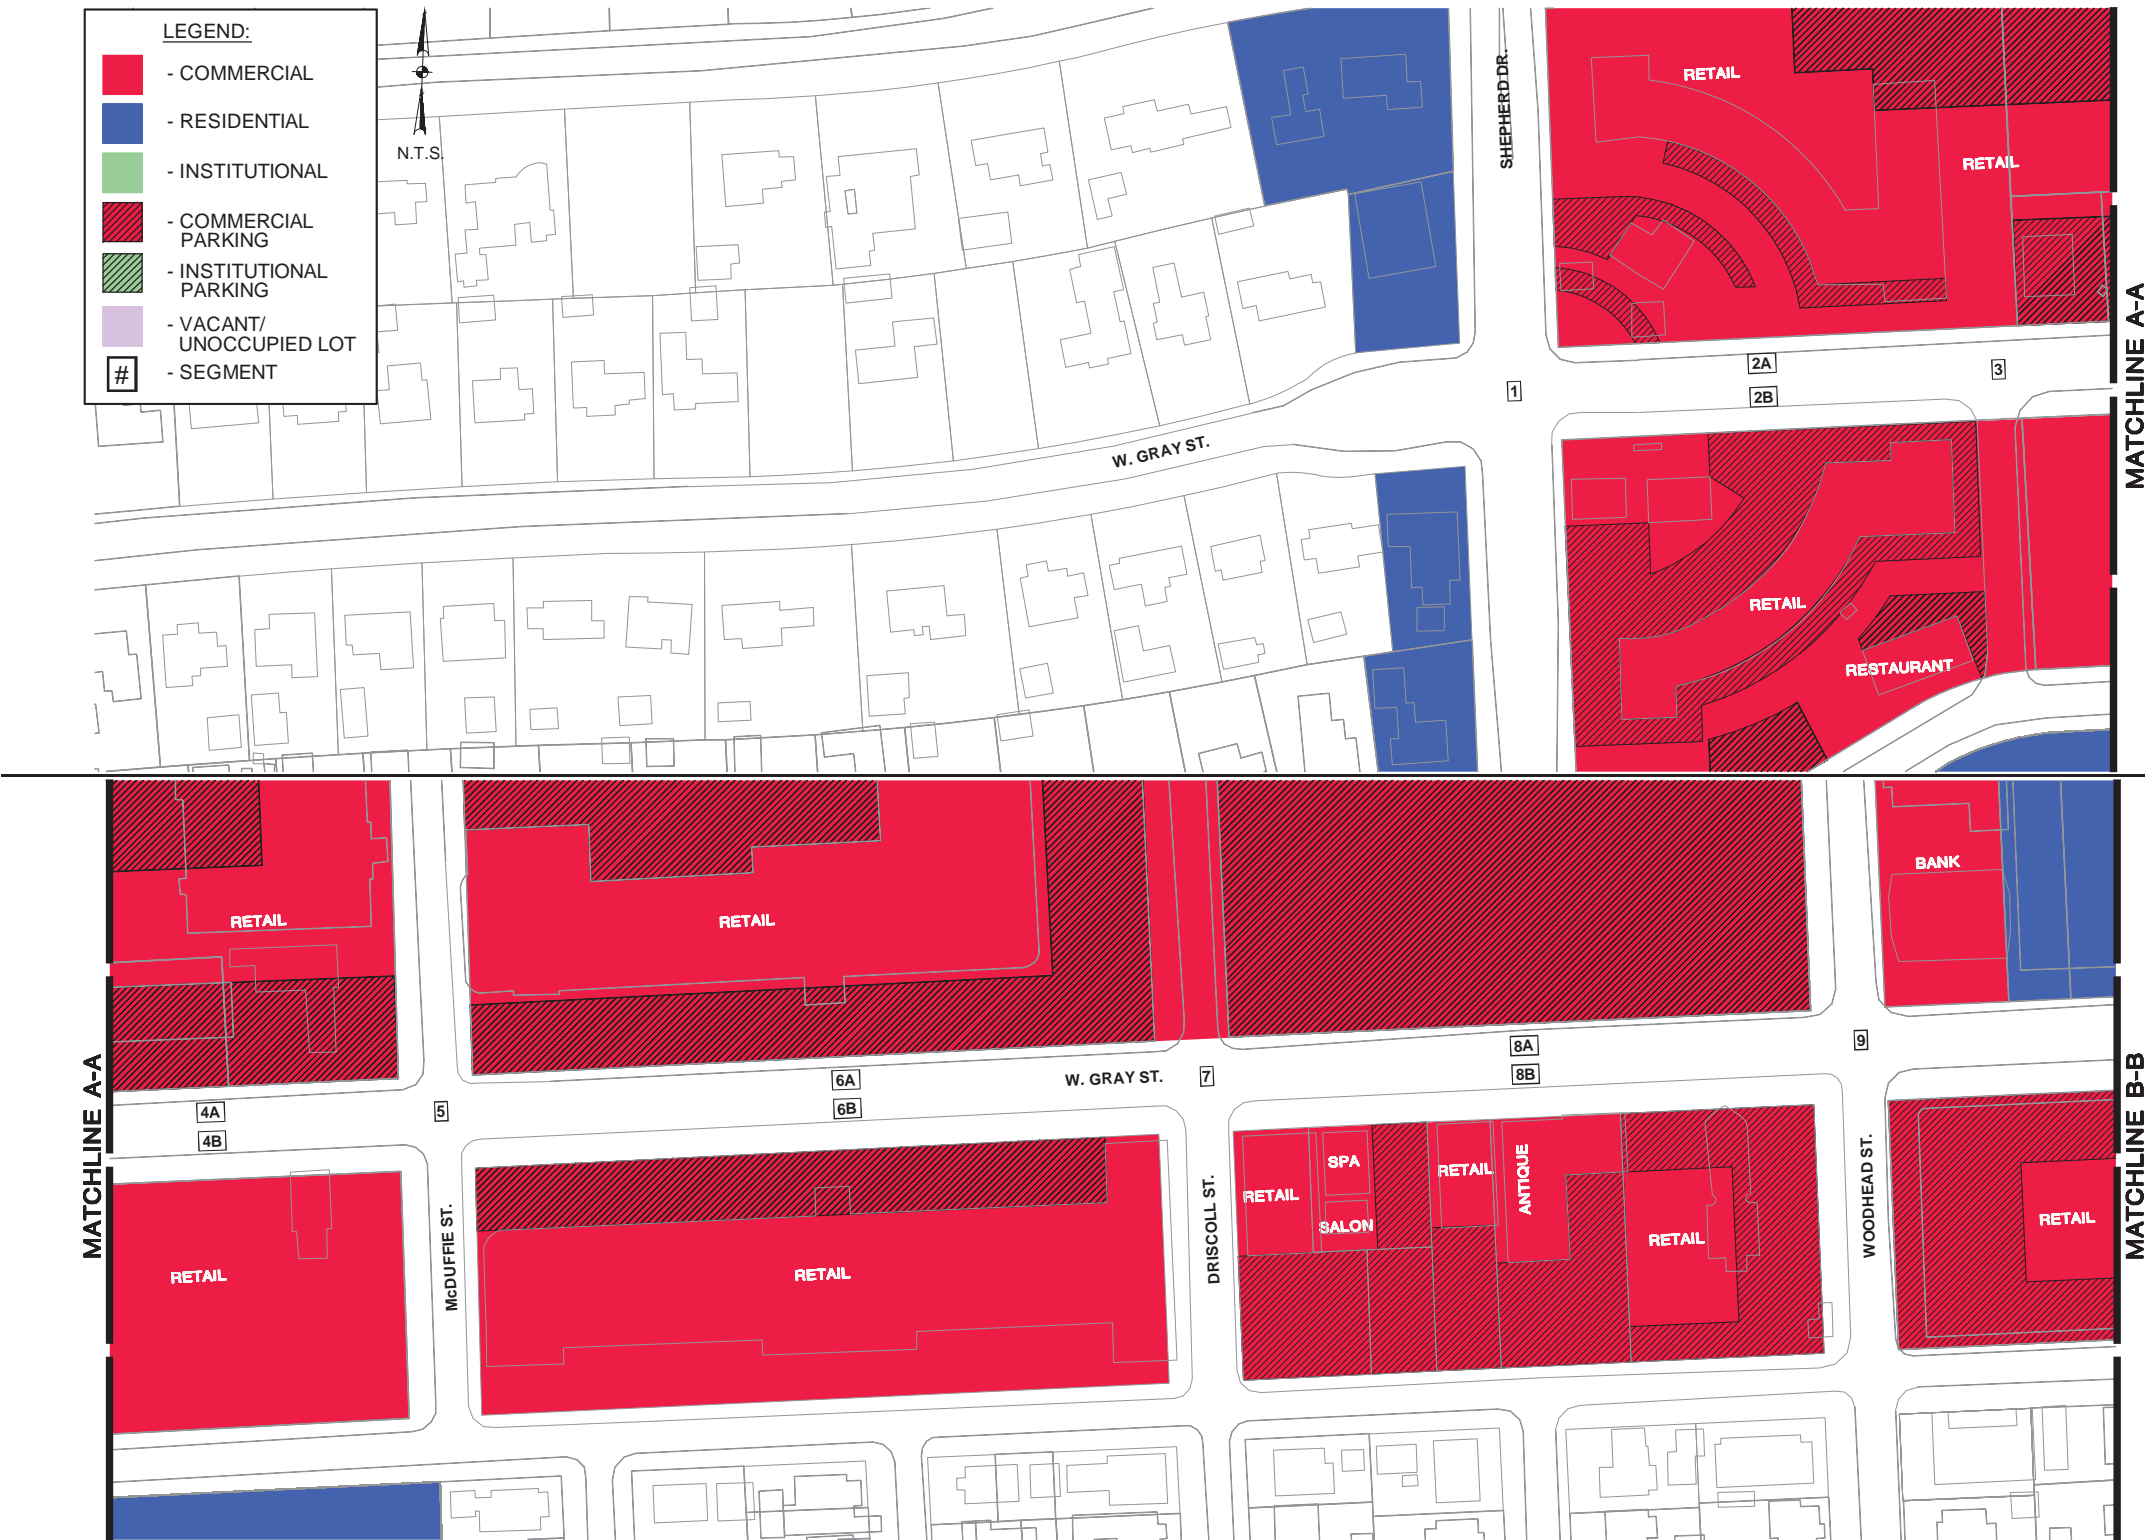 LEGEND:
- COMMERCIAL
- RESIDENTIAL
- INSTITUTIONAL
- COMMERCIAL
PARKING
- INSTITUTIONAL
PARKING
- VACANT/
UNOCCUPIED LOT
# - SEGMENT
N.T.S.
SHEPHERD DR.
RETAIL
RETAIL
MATCHLINE A-A
2A
3
1
2B
W. GRAY ST.
RETAIL
RESTAURANT
BANK
RETAIL
RETAIL
9
8A
8B
W. GRAY ST.
7
6A
6B
4A
5
4B
MATCHLINE A-A
MATCHLINE B-B
McDUFFIE ST.
DRISCOLL ST.
WOODHEAD ST.
SPA
RETAIL
ANTIQUE
RETAIL
SALON
RETAIL
RETAIL
RETAIL
RETAIL